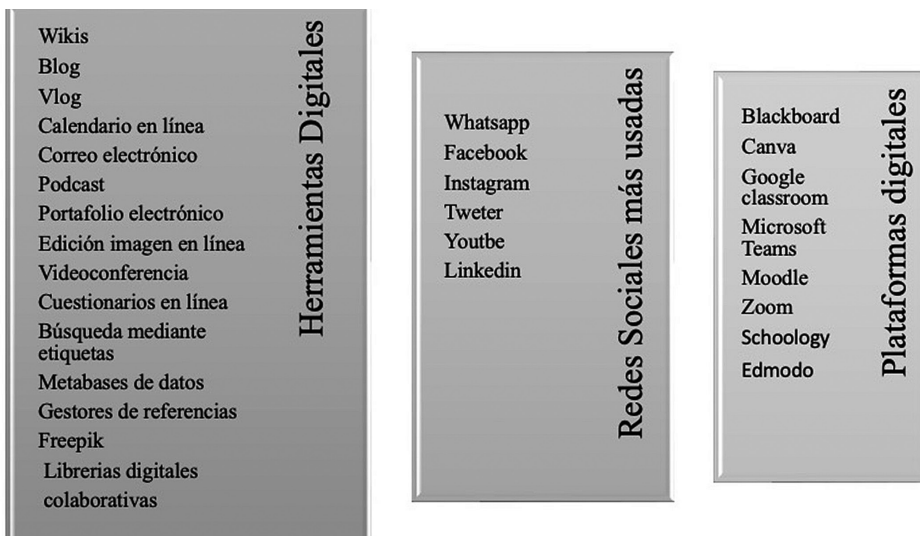 Herramientas Digitales
Wikis
Blog
Vlog
Calendario en línea
Correo electrónico
Podcast
Portafolio electrónico
Edición imagen en línea
Videoconferencia
Cuestionarios en línea
Búsqueda mediante
etiquetas
Metabases de datos
Gestores de referencias
Freepik
Librerias digitales
colaborativas
Redes Sociales más usadas
Whatsapp
Facebook
Instagram
Tweter
Youtbe
Linkedin
Plataformas digitales
Blackboard
Canva
Google
classroom
Microsoft
Teams
Moodle
Zoom
Schoology
Edmodo